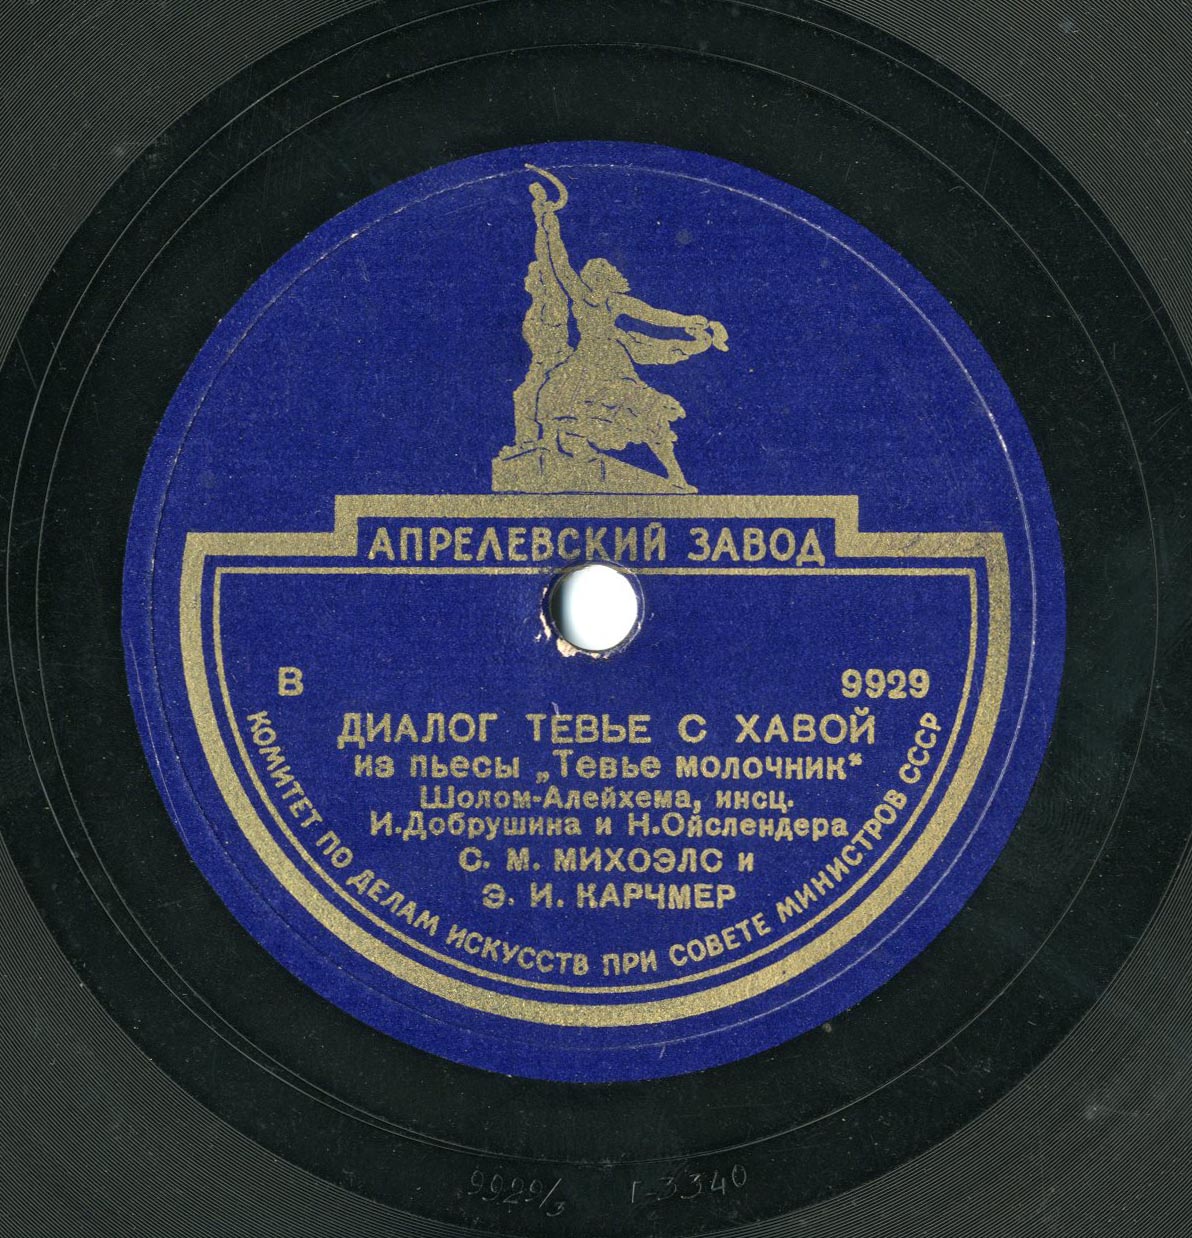 АПРЕЛЕВСКИЙ ЗАВОД
В 9929
ДИАЛОГ ТЕВЬЕ С ХАВОЙ
из пьесы „Тевье молочник"
Шолом-Алейхема, инсц.
И.Добрушина и Н.Ойслендера
С. М. МИХОЭЛС и
Э. И. КАРЧМЕР
КОМИТЕТ ПО ДЕЛАМ ИСКУССТВ ПРИ СОВЕТЕ МИНИСТРОВ СССР
9929/3 Г-3340